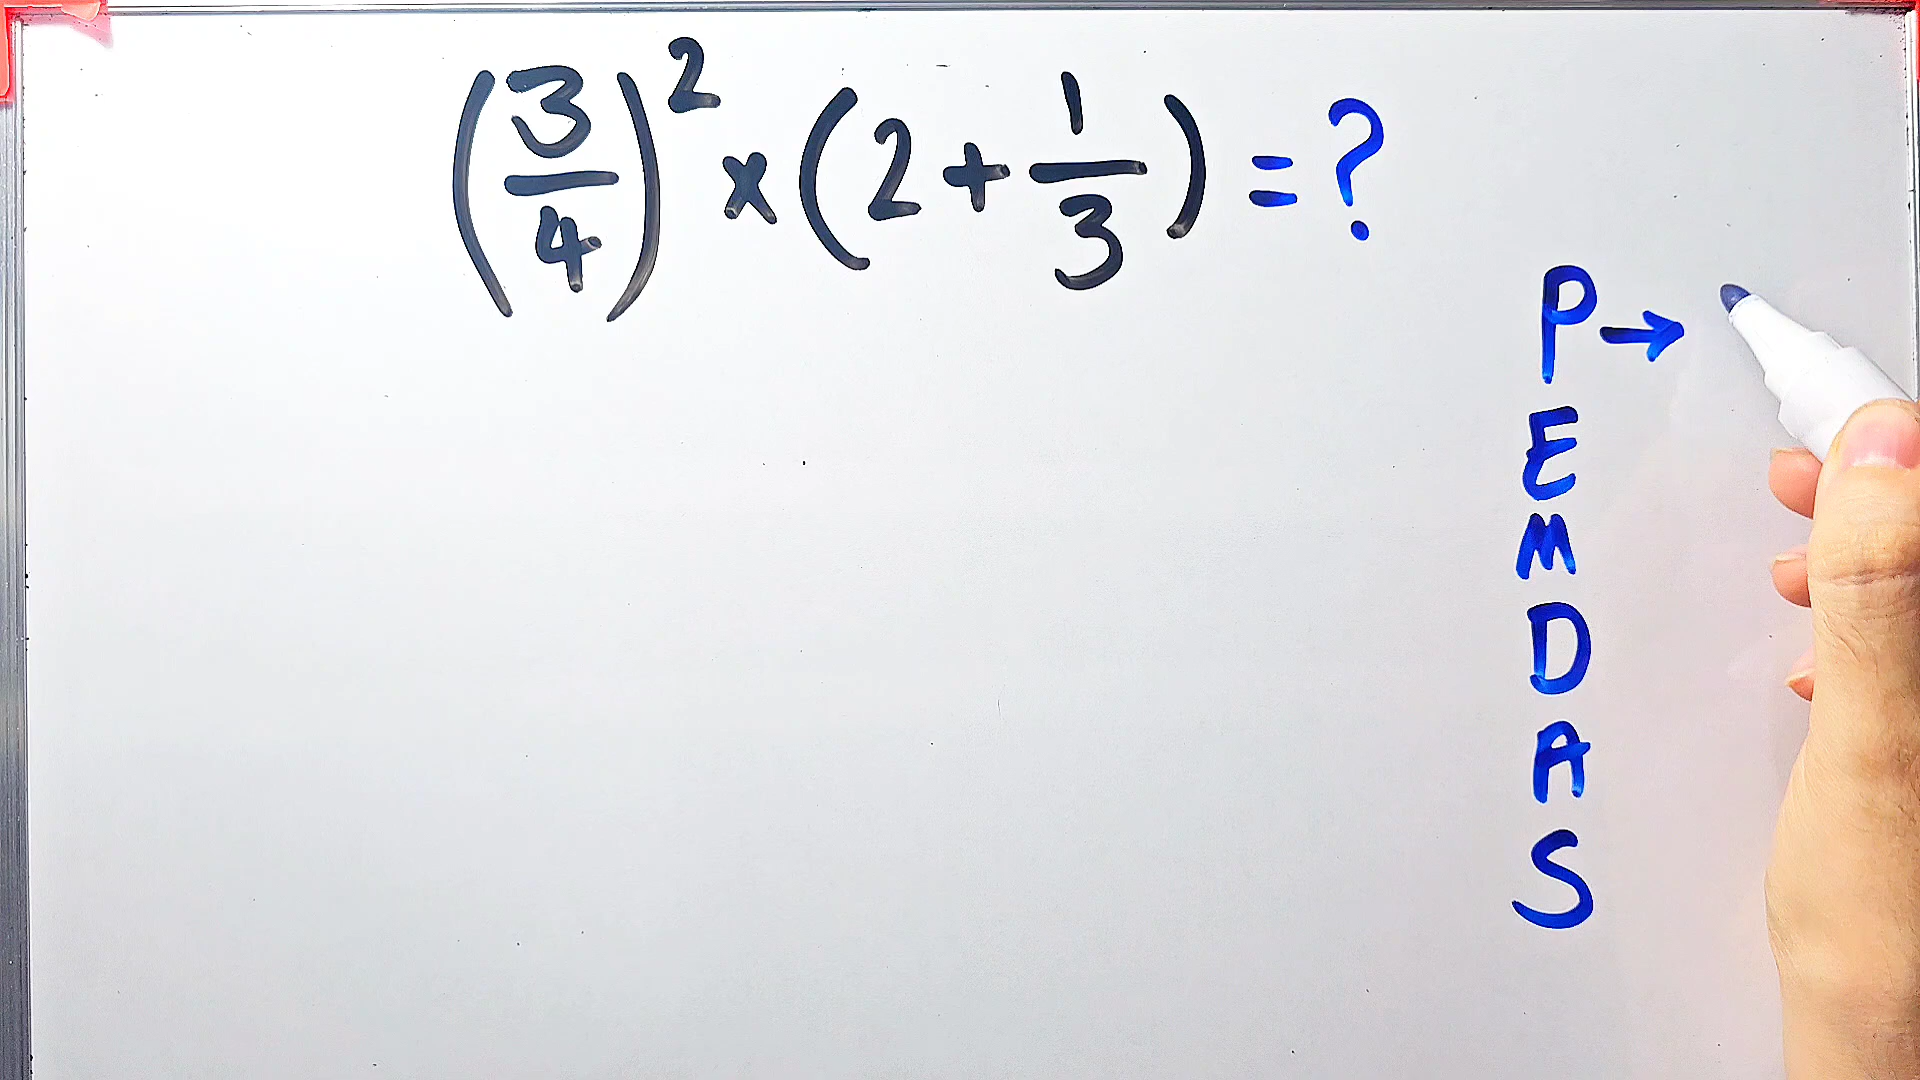 (3/4)² × (2 + 1/3) = ?
P →
E
M
D
A
S